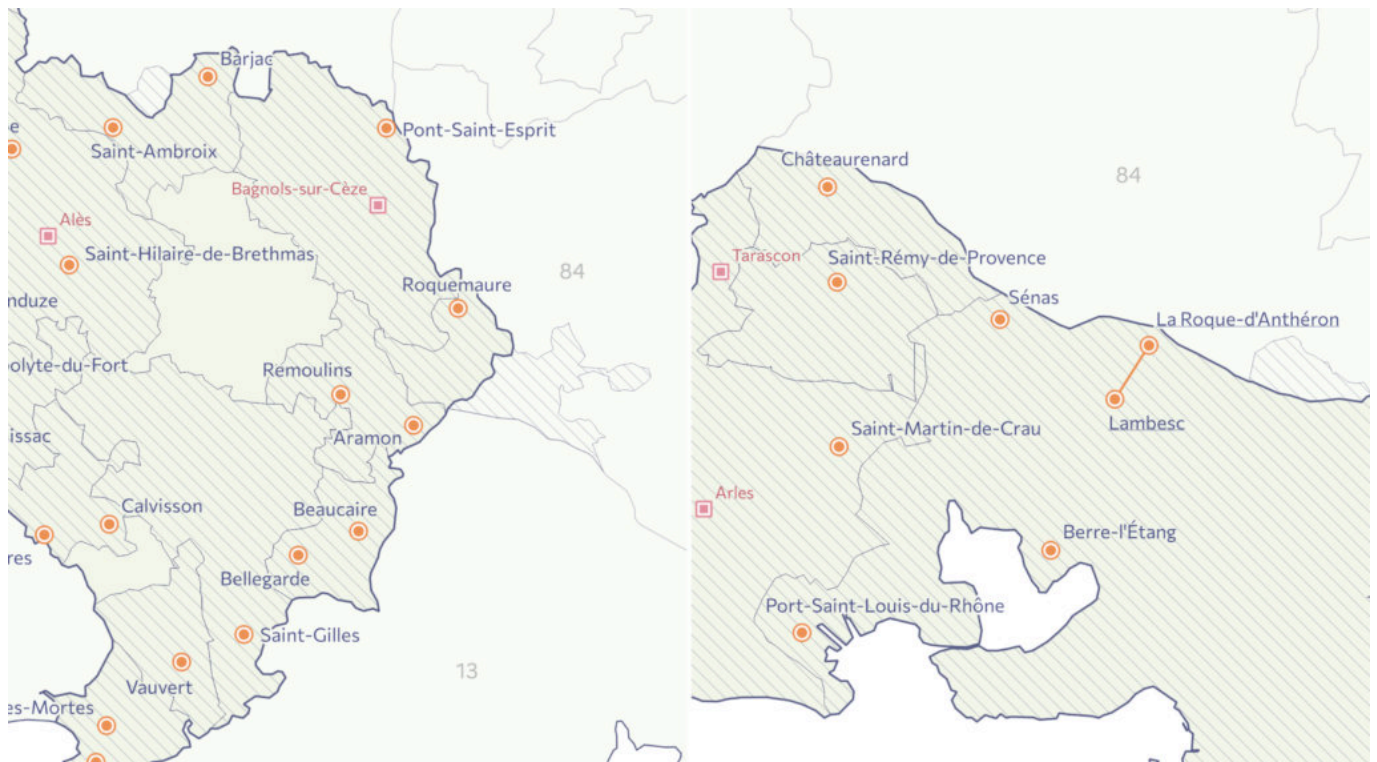 Barjac
Pont-Saint-Esprit
Saint-Ambroix
Bagnols-sur-Cèze
Alès
Saint-Hilaire-de-Brethmas
84
Roquemaure
nduze
olyte-du-Fort
Remoulins
Aramon
issac
Calvisson
Beaucaire
res
Bellegarde
Saint-Gilles
13
Vauvert
es-Mortes
Châteaurenard
84
Tarascon
Saint-Rémy-de-Provence
Sénas
La Roque-d'Anthéron
Saint-Martin-de-Crau
Lambesc
Arles
Berre-l'Étang
Port-Saint-Louis-du-Rhône